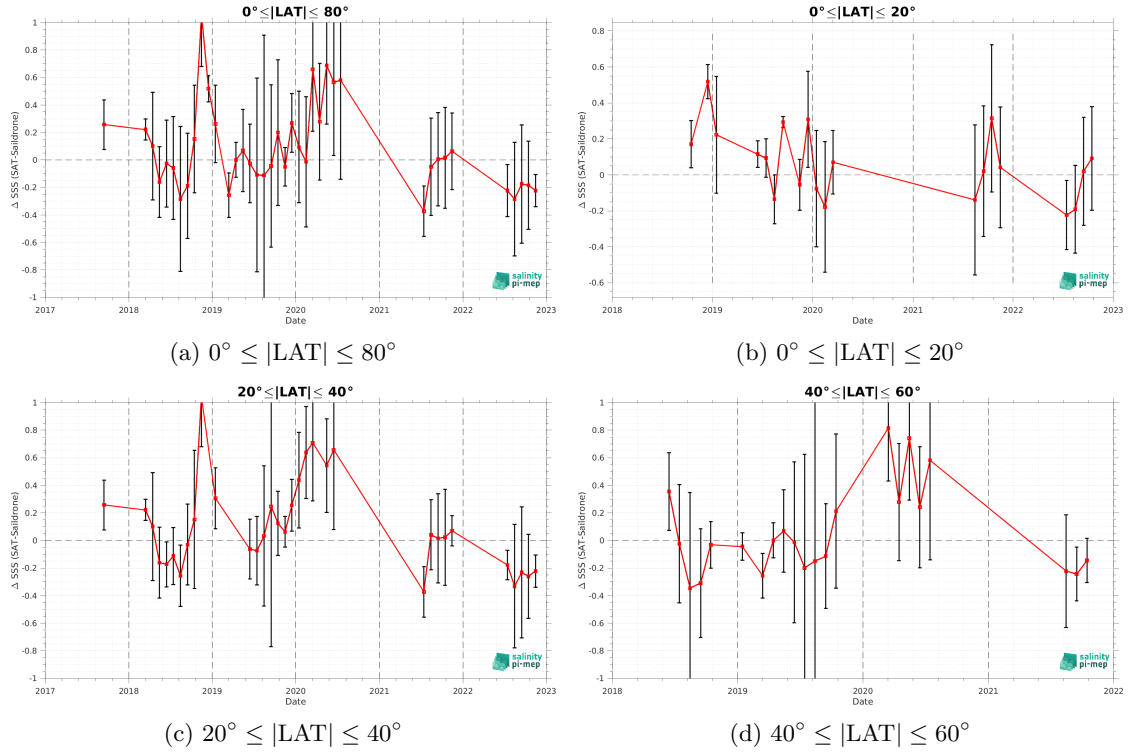 0°≤|LAT|≤ 80°
1
0.8
0.6
0.4
0.2
0
-0.2
-0.4
-0.6
-0.8
-1
Δ SSS (SAT-Saildrone)
2017 2018 2019 2020 2021 2022 2023
Date
salinity
pi-mep
(a) 0° ≤ |LAT| ≤ 80°
0°≤|LAT|≤ 20°
0.8
0.6
0.4
0.2
0
-0.2
-0.4
-0.6
Δ SSS (SAT-Saildrone)
2018 2019 2020 2021 2022 2023
Date
salinity
pi-mep
(b) 0° ≤ |LAT| ≤ 20°
20°≤|LAT|≤ 40°
1
0.8
0.6
0.4
0.2
0
-0.2
-0.4
-0.6
-0.8
-1
Δ SSS (SAT-Saildrone)
2017 2018 2019 2020 2021 2022 2023
Date
salinity
pi-mep
(c) 20° ≤ |LAT| ≤ 40°
40°≤|LAT|≤ 60°
1
0.8
0.6
0.4
0.2
0
-0.2
-0.4
-0.6
-0.8
-1
Δ SSS (SAT-Saildrone)
2018 2019 2020 2021 2022
Date
salinity
pi-mep
(d) 40° ≤ |LAT| ≤ 60°